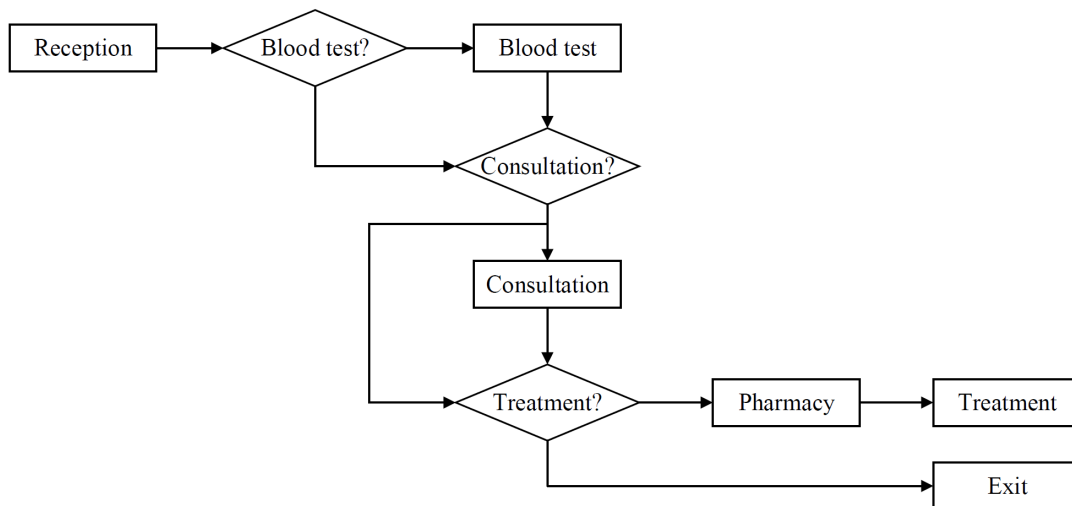 Reception
Blood test?
Blood test
Consultation?
Consultation
Treatment?
Pharmacy
Treatment
Exit